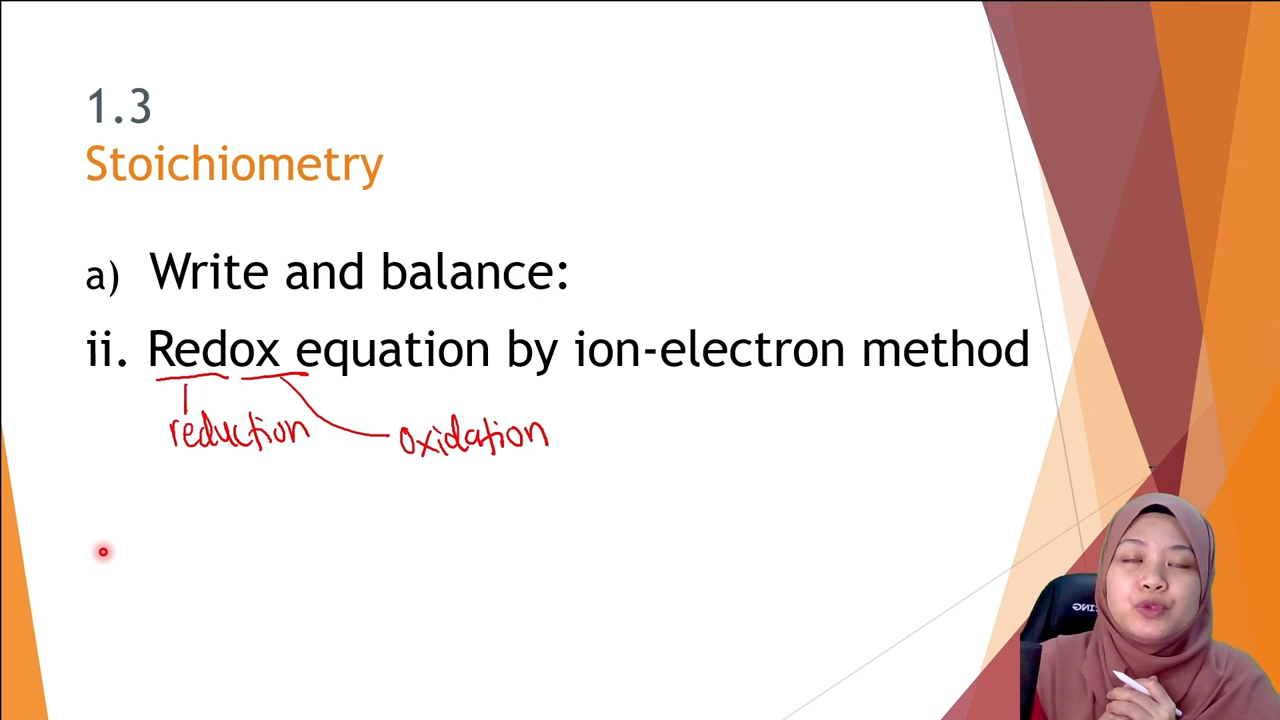 1.3
Stoichiometry
a) Write and balance:
ii. Redox equation by ion-electron method
reduction
oxidation